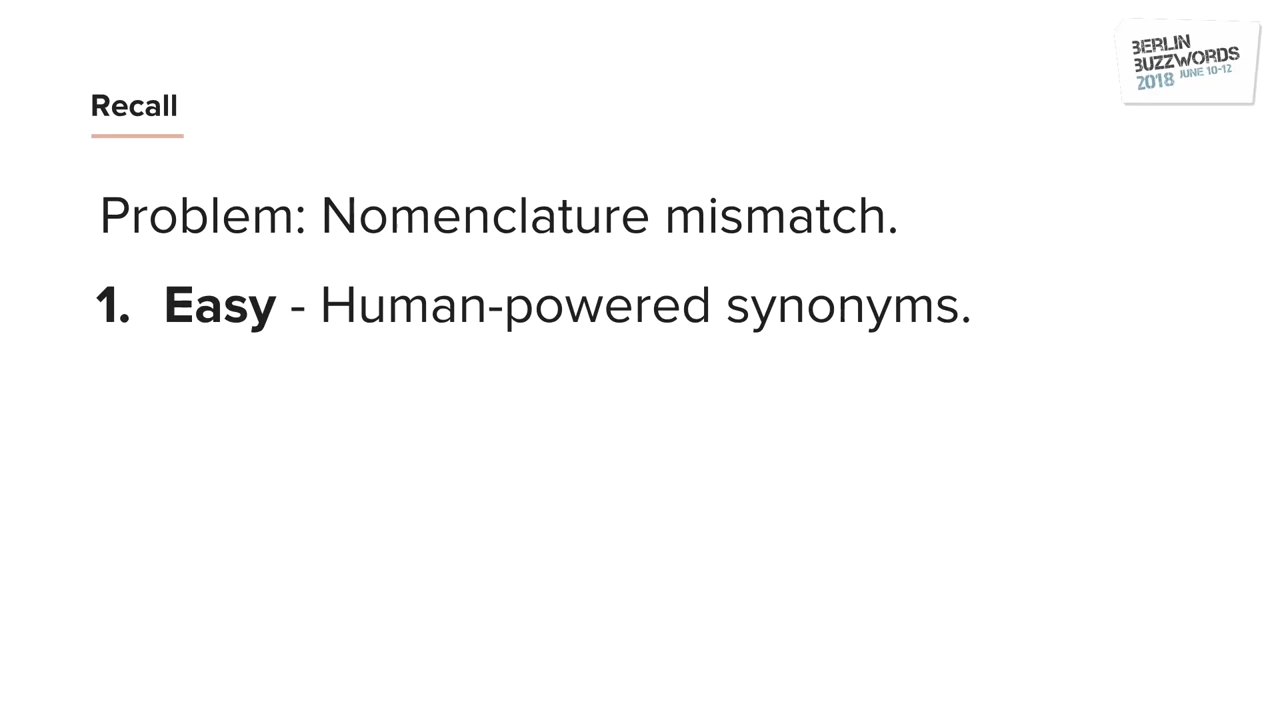 BERLIN
BUZZWORDS
2018 JUNE 10-12
Recall
Problem: Nomenclature mismatch.
1. Easy - Human-powered synonyms.